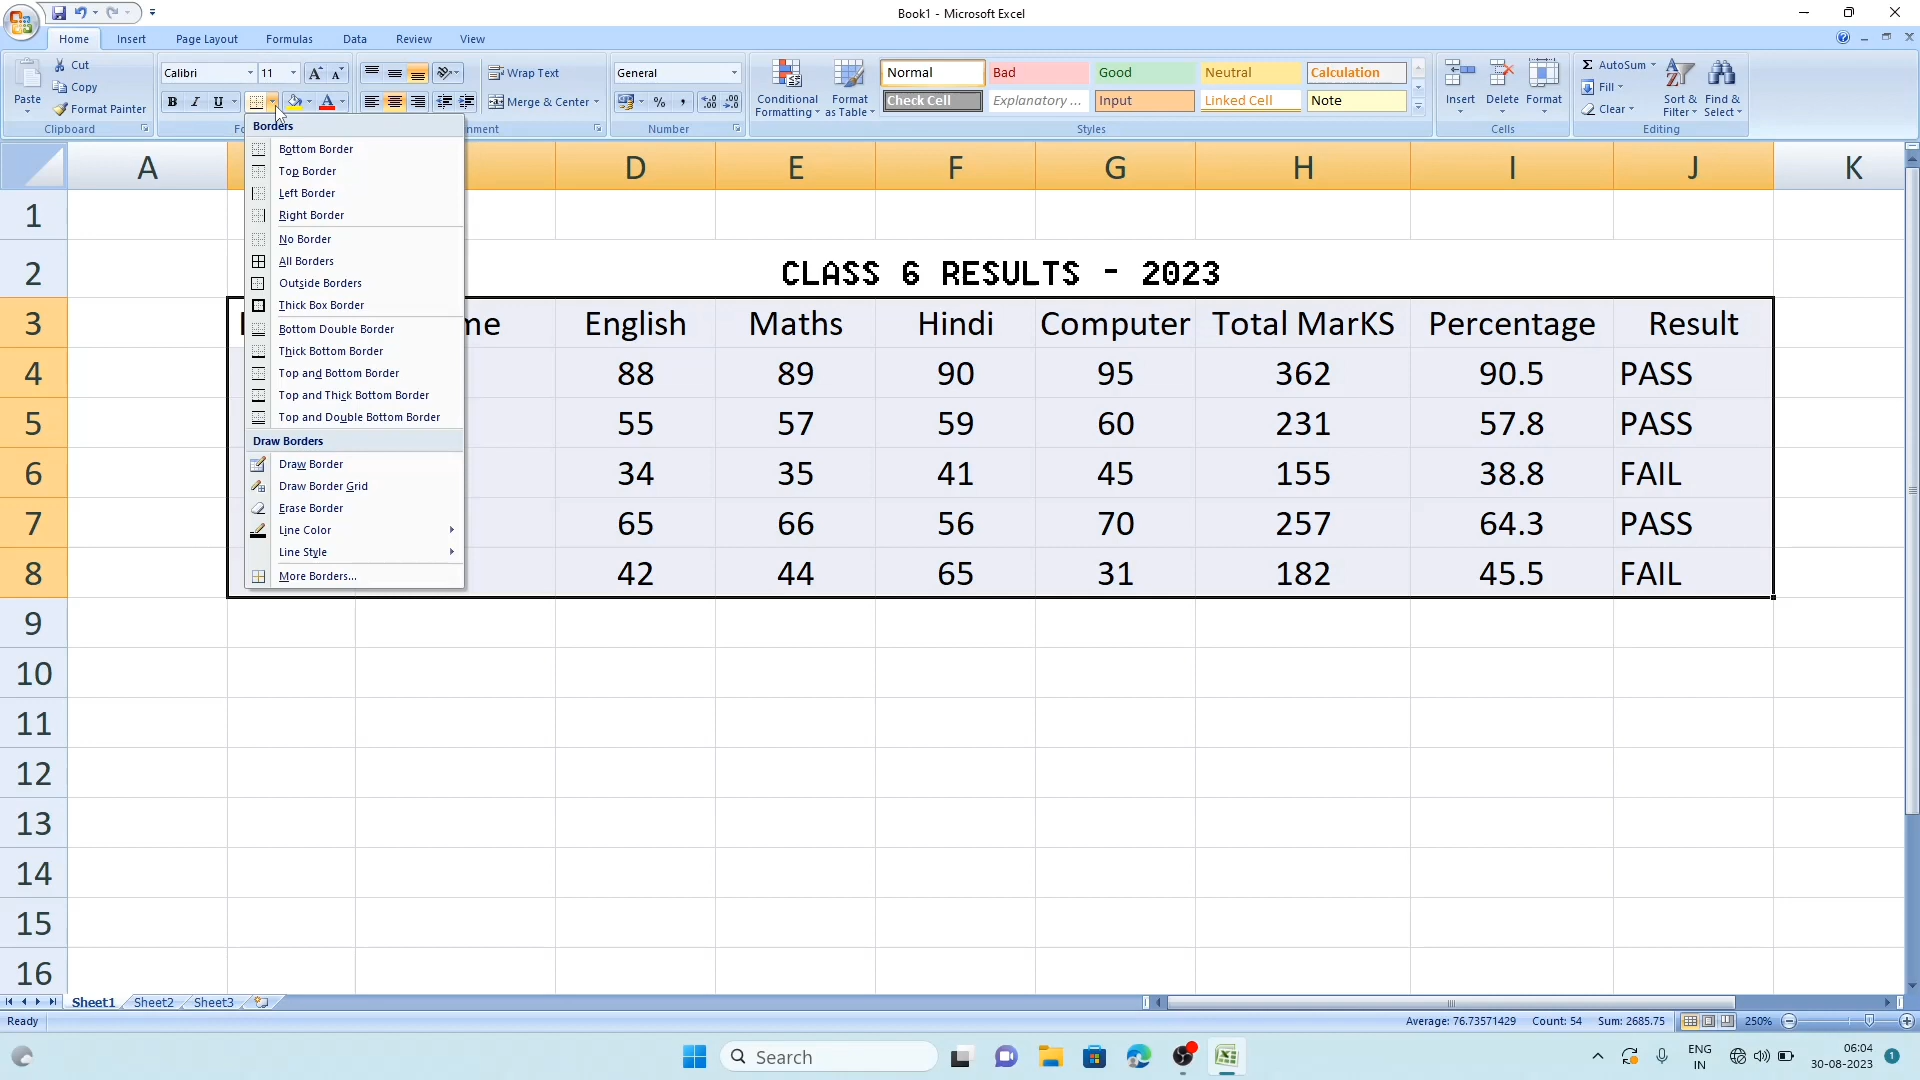 Book1 - Microsoft Excel
Home Insert Page Layout Formulas Data Review View
Paste
Cut
Copy
Format Painter
Clipboard
Calibri 11
B I U
Wrap Text
Merge & Center
General
Number
Conditional Formatting
Format as Table
Normal Bad Good Neutral Calculation
Check Cell Explanatory ... Input Linked Cell Note
Styles
Insert Delete Format
Cells
AutoSum
Fill
Clear
Sort & Filter
Find & Select
Editing
Borders
Bottom Border
Top Border
Left Border
Right Border
No Border
All Borders
Outside Borders
Thick Box Border
Bottom Double Border
Thick Bottom Border
Top and Bottom Border
Top and Thick Bottom Border
Top and Double Bottom Border
Draw Borders
Draw Border
Draw Border Grid
Erase Border
Line Color
Line Style
More Borders...
A D E F G H I J K
1
2 CLASS 6 RESULTS - 2023
3 English Maths Hindi Computer Total MarKS Percentage Result
4 88 89 90 95 362 90.5 PASS
5 55 57 59 60 231 57.8 PASS
6 34 35 41 45 155 38.8 FAIL
7 65 66 56 70 257 64.3 PASS
8 42 44 65 31 182 45.5 FAIL
9
10
11
12
13
14
15
16
Sheet1 Sheet2 Sheet3
Ready Average: 76.73571429 Count: 54 Sum: 2685.75 250%
Search
ENG
IN
06:04
30-08-2023
1